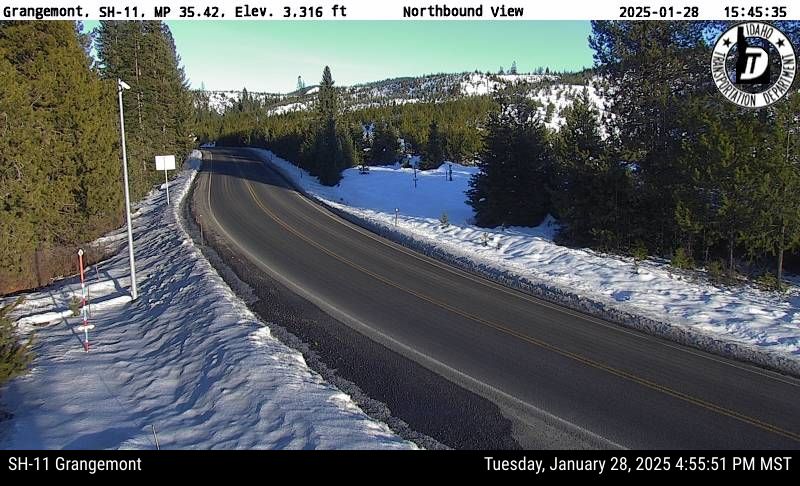 Grangemont, SH-11, MP 35.42, Elev. 3,316 ft Northbound View 2025-01-28 15:45:35
IDAHO
TRANSPORTATION DEPARTMENT
SH-11 Grangemont Tuesday, January 28, 2025 4:55:51 PM MST